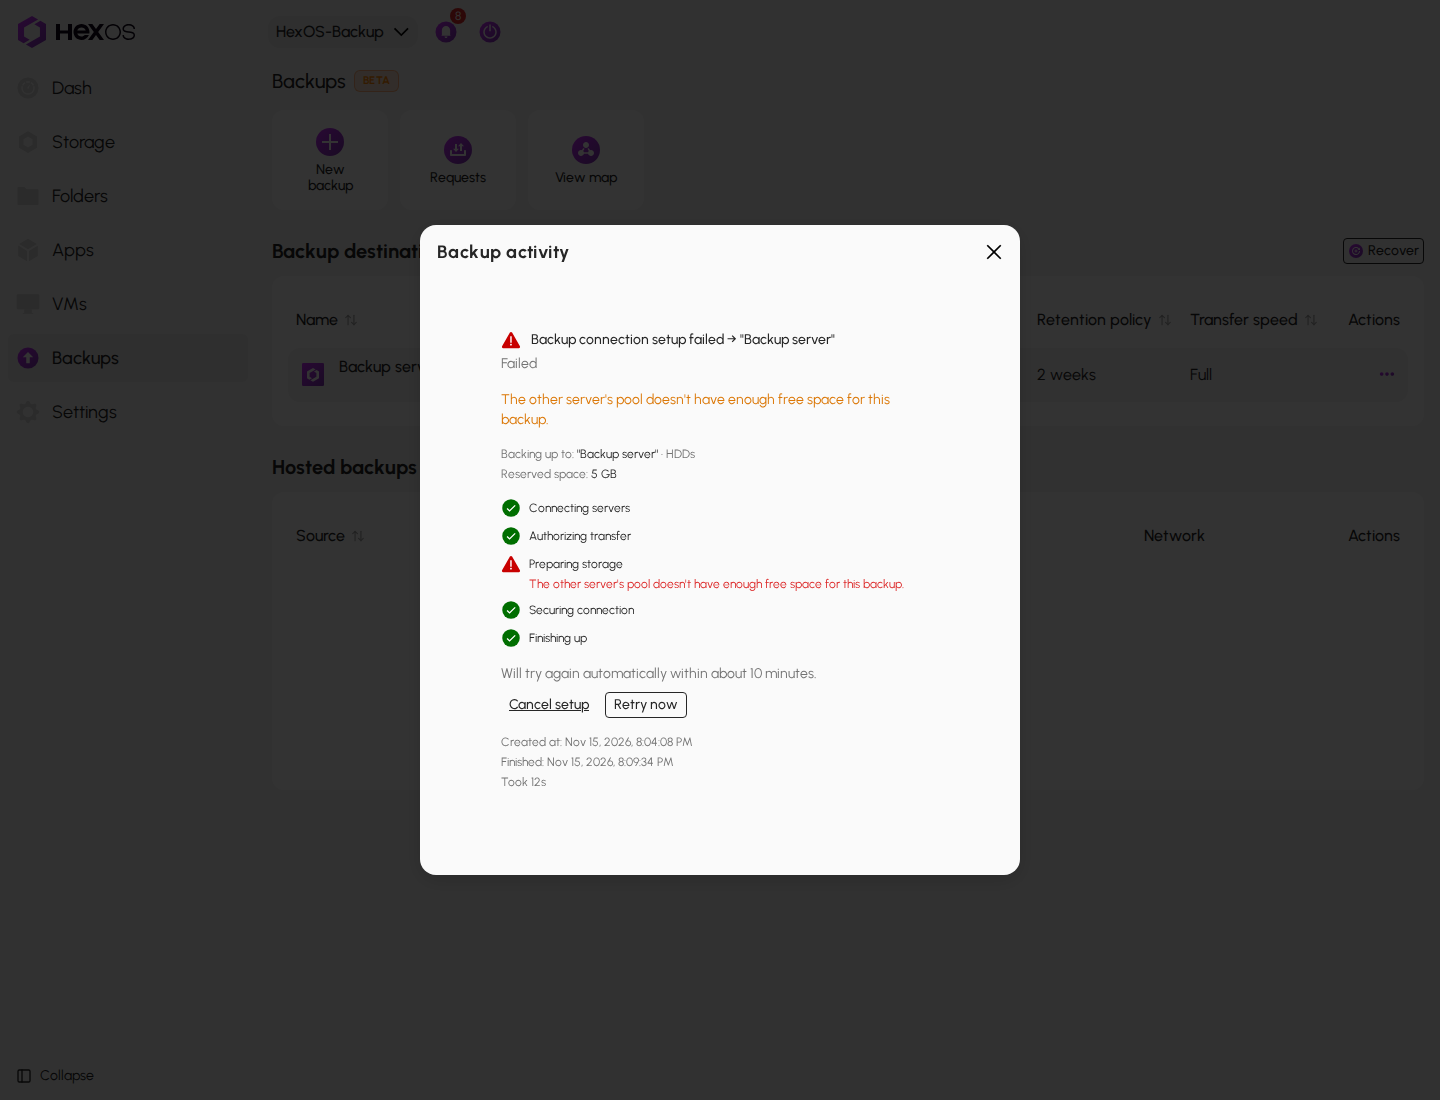 HexOS
HexOS-Backup
8
Dash
Storage
Folders
Apps
VMs
Backups
Settings
Collapse
Backups BETA
New
backup
Requests
View map
Backup destinati
Recover
Name
Retention policy
Transfer speed
Actions
Backup serv
2 weeks
Full
Hosted backups
Source
Network
Actions
Backup activity
Backup connection setup failed → "Backup server"
Failed
The other server's pool doesn't have enough free space for this
backup.
Backing up to: "Backup server" · HDDs
Reserved space: 5 GB
Connecting servers
Authorizing transfer
Preparing storage
The other server's pool doesn't have enough free space for this backup.
Securing connection
Finishing up
Will try again automatically within about 10 minutes.
Cancel setup
Retry now
Created at: Nov 15, 2026, 8:04:08 PM
Finished: Nov 15, 2026, 8:09:34 PM
Took 12s